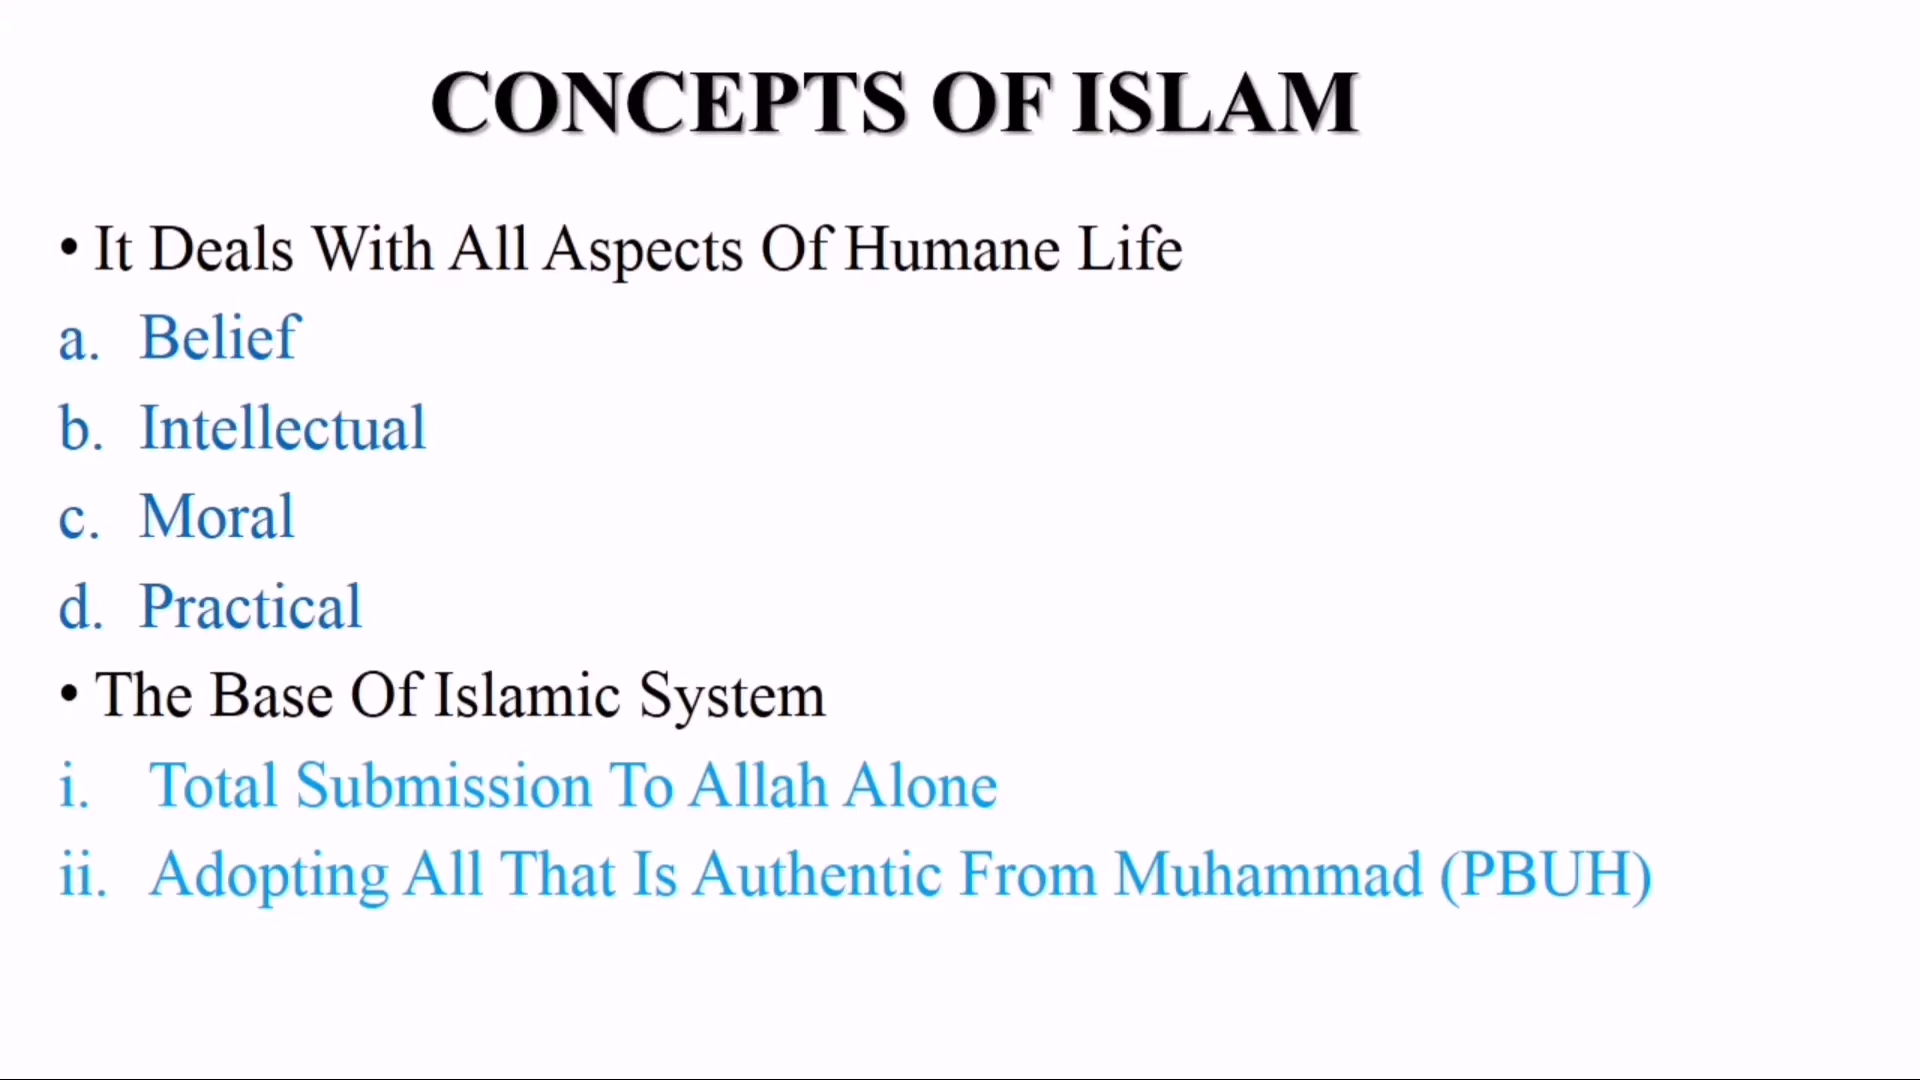 CONCEPTS OF ISLAM
• It Deals With All Aspects Of Humane Life
a. Belief
b. Intellectual
c. Moral
d. Practical
• The Base Of Islamic System
i. Total Submission To Allah Alone
ii. Adopting All That Is Authentic From Muhammad (PBUH)